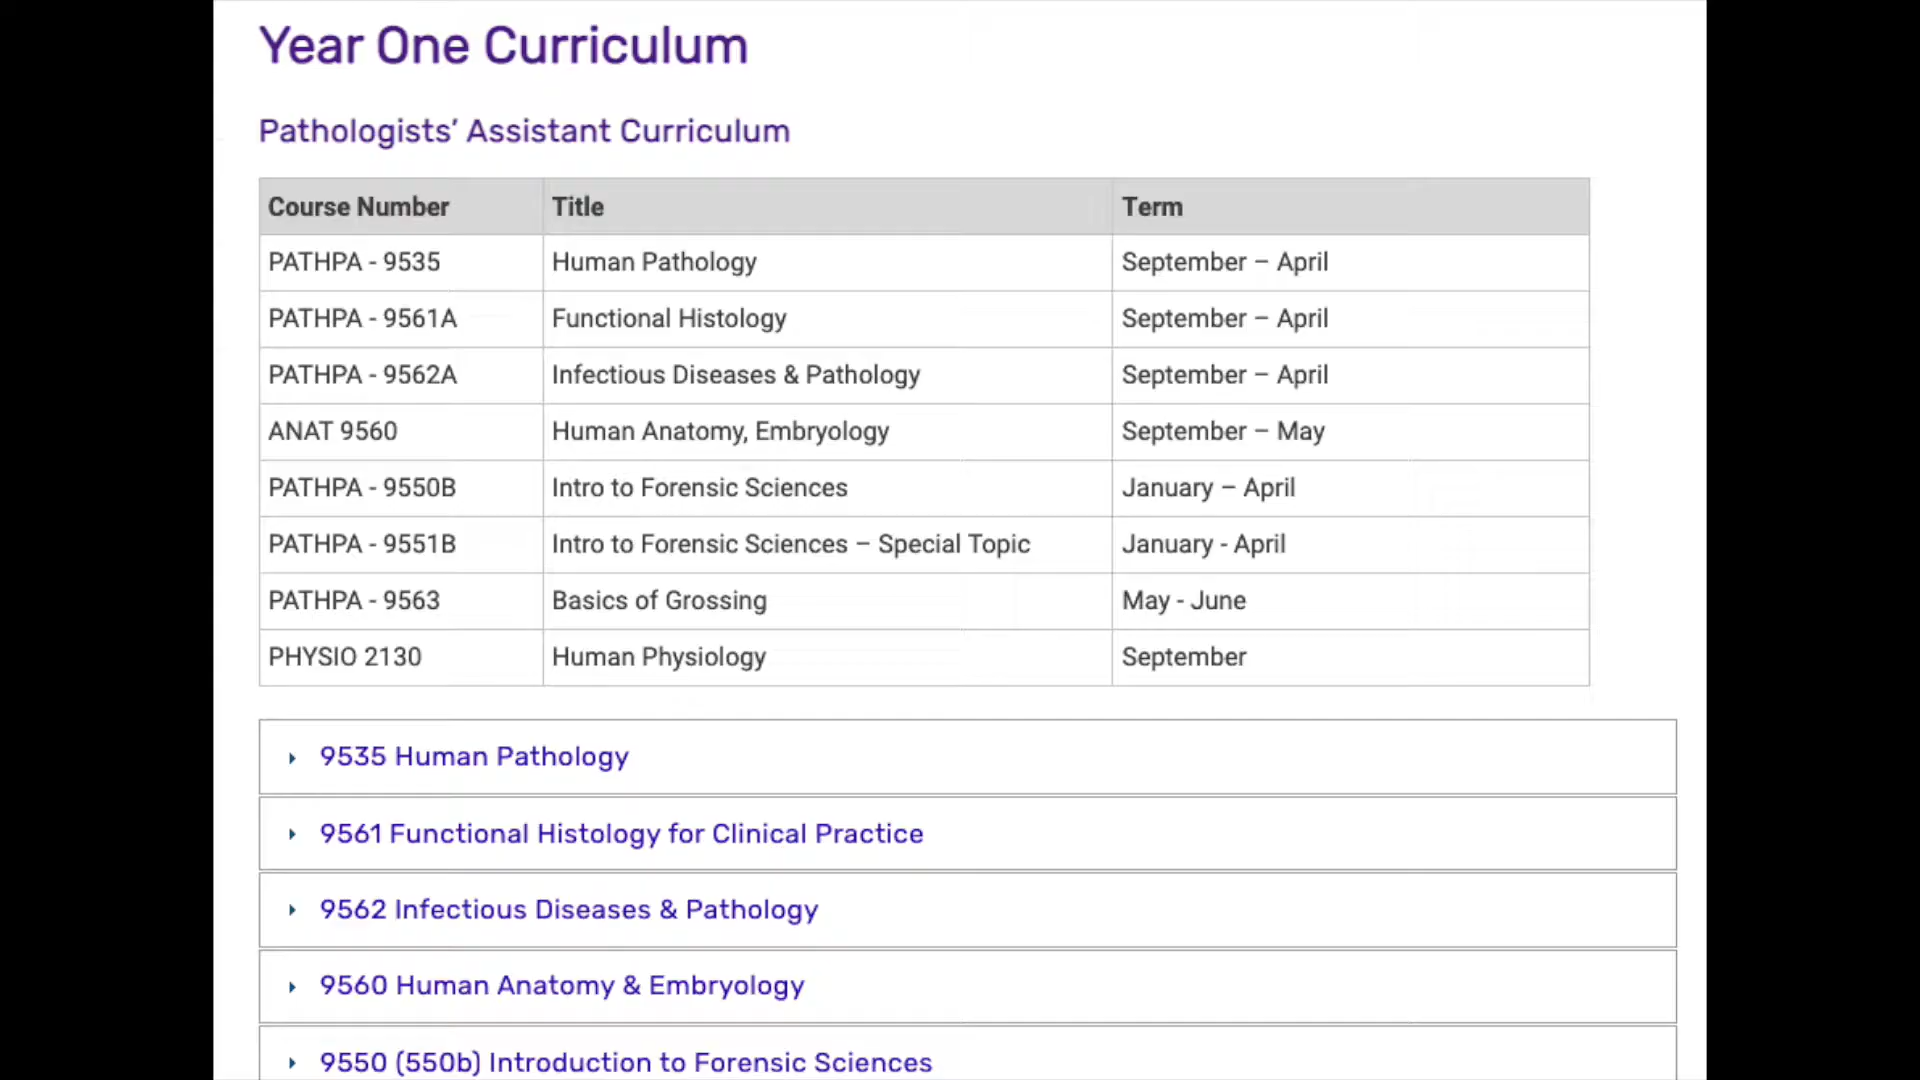 Year One Curriculum
Pathologists’ Assistant Curriculum
Course Number Title Term
PATHPA - 9535 Human Pathology September – April
PATHPA - 9561A Functional Histology September – April
PATHPA - 9562A Infectious Diseases & Pathology September – April
ANAT 9560 Human Anatomy, Embryology September – May
PATHPA - 9550B Intro to Forensic Sciences January – April
PATHPA - 9551B Intro to Forensic Sciences – Special Topic January - April
PATHPA - 9563 Basics of Grossing May - June
PHYSIO 2130 Human Physiology September
9535 Human Pathology
9561 Functional Histology for Clinical Practice
9562 Infectious Diseases & Pathology
9560 Human Anatomy & Embryology
9550 (550b) Introduction to Forensic Sciences